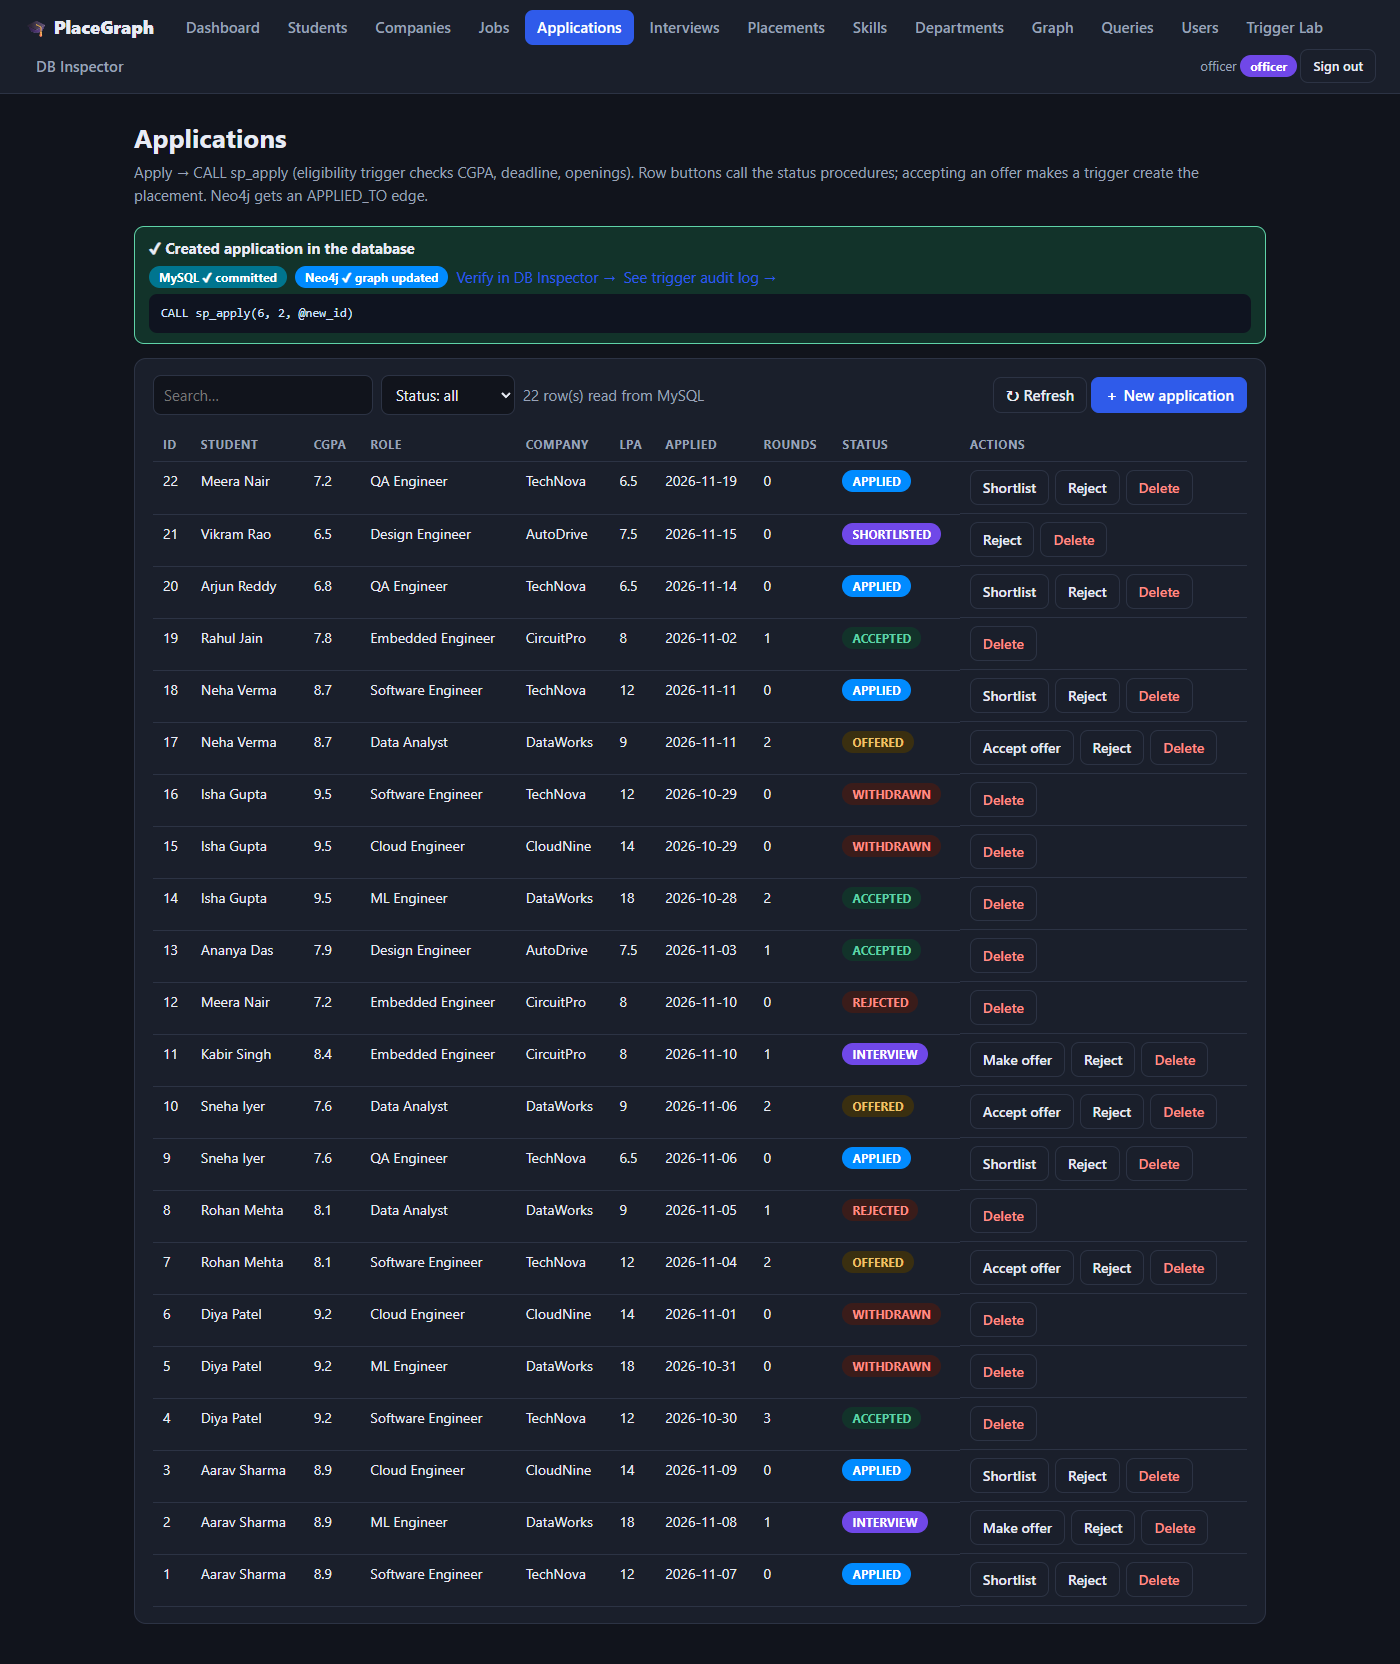 PlaceGraph Dashboard Students Companies Jobs Applications Interviews Placements Skills Departments Graph Queries Users Trigger Lab
DB Inspector officer officer Sign out
Applications
Apply → CALL sp_apply (eligibility trigger checks CGPA, deadline, openings). Row buttons call the status procedures; accepting an offer makes a trigger create the
placement. Neo4j gets an APPLIED_TO edge.
✔ Created application in the database
MySQL ✔ committed Neo4j ✔ graph updated Verify in DB Inspector → See trigger audit log →
CALL sp_apply(6, 2, @new_id)
Search... Status: all 22 row(s) read from MySQL ↻ Refresh + New application
ID STUDENT CGPA ROLE COMPANY LPA APPLIED ROUNDS STATUS ACTIONS
22 Meera Nair 7.2 QA Engineer TechNova 6.5 2026-11-19 0 APPLIED Shortlist Reject Delete
21 Vikram Rao 6.5 Design Engineer AutoDrive 7.5 2026-11-15 0 SHORTLISTED Reject Delete
20 Arjun Reddy 6.8 QA Engineer TechNova 6.5 2026-11-14 0 APPLIED Shortlist Reject Delete
19 Rahul Jain 7.8 Embedded Engineer CircuitPro 8 2026-11-02 1 ACCEPTED Delete
18 Neha Verma 8.7 Software Engineer TechNova 12 2026-11-11 0 APPLIED Shortlist Reject Delete
17 Neha Verma 8.7 Data Analyst DataWorks 9 2026-11-11 2 OFFERED Accept offer Reject Delete
16 Isha Gupta 9.5 Software Engineer TechNova 12 2026-10-29 0 WITHDRAWN Delete
15 Isha Gupta 9.5 Cloud Engineer CloudNine 14 2026-10-29 0 WITHDRAWN Delete
14 Isha Gupta 9.5 ML Engineer DataWorks 18 2026-10-28 2 ACCEPTED Delete
13 Ananya Das 7.9 Design Engineer AutoDrive 7.5 2026-11-03 1 ACCEPTED Delete
12 Meera Nair 7.2 Embedded Engineer CircuitPro 8 2026-11-10 0 REJECTED Delete
11 Kabir Singh 8.4 Embedded Engineer CircuitPro 8 2026-11-10 1 INTERVIEW Make offer Reject Delete
10 Sneha Iyer 7.6 Data Analyst DataWorks 9 2026-11-06 2 OFFERED Accept offer Reject Delete
9 Sneha Iyer 7.6 QA Engineer TechNova 6.5 2026-11-06 0 APPLIED Shortlist Reject Delete
8 Rohan Mehta 8.1 Data Analyst DataWorks 9 2026-11-05 1 REJECTED Delete
7 Rohan Mehta 8.1 Software Engineer TechNova 12 2026-11-04 2 OFFERED Accept offer Reject Delete
6 Diya Patel 9.2 Cloud Engineer CloudNine 14 2026-11-01 0 WITHDRAWN Delete
5 Diya Patel 9.2 ML Engineer DataWorks 18 2026-10-31 0 WITHDRAWN Delete
4 Diya Patel 9.2 Software Engineer TechNova 12 2026-10-30 3 ACCEPTED Delete
3 Aarav Sharma 8.9 Cloud Engineer CloudNine 14 2026-11-09 0 APPLIED Shortlist Reject Delete
2 Aarav Sharma 8.9 ML Engineer DataWorks 18 2026-11-08 1 INTERVIEW Make offer Reject Delete
1 Aarav Sharma 8.9 Software Engineer TechNova 12 2026-11-07 0 APPLIED Shortlist Reject Delete